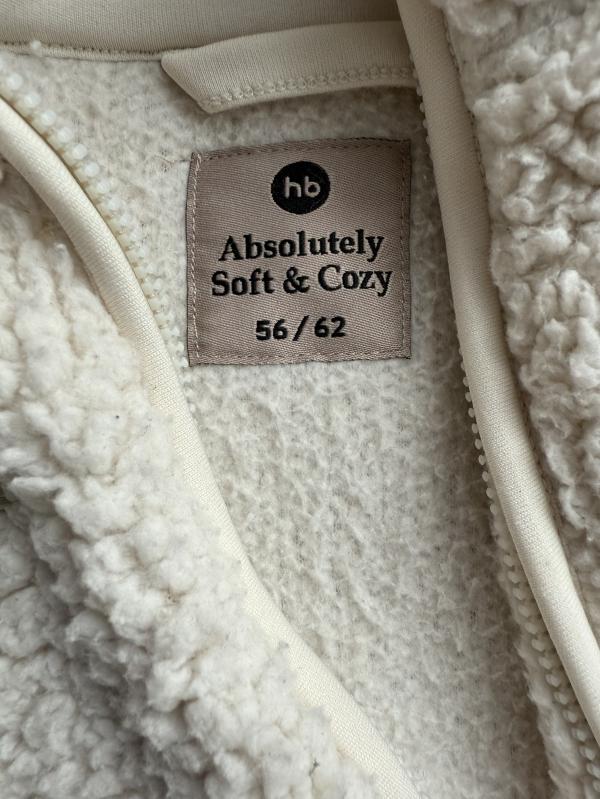 hb
Absolutely
Soft & Cozy
56 / 62